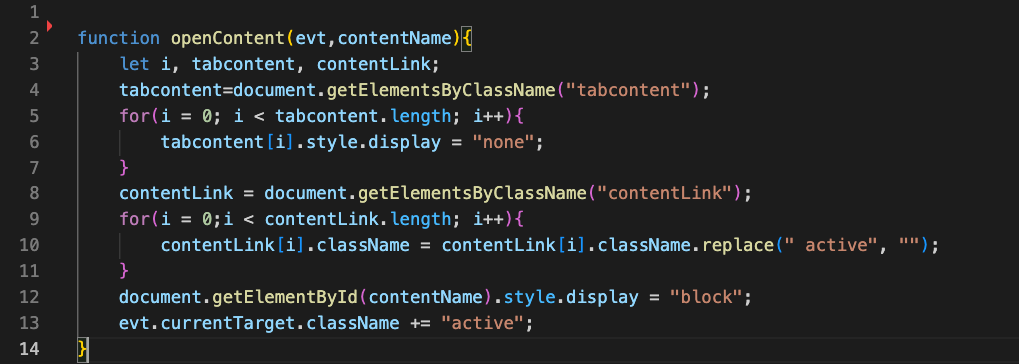 1
2 function openContent(evt,contentName){
3 let i, tabcontent, contentLink;
4 tabcontent=document.getElementsByClassName("tabcontent");
5 for(i = 0; i < tabcontent.length; i++){
6 tabcontent[i].style.display = "none";
7 }
8 contentLink = document.getElementsByClassName("contentLink");
9 for(i = 0;i < contentLink.length; i++){
10 contentLink[i].className = contentLink[i].className.replace(" active", "");
11 }
12 document.getElementById(contentName).style.display = "block";
13 evt.currentTarget.className += "active";
14 }